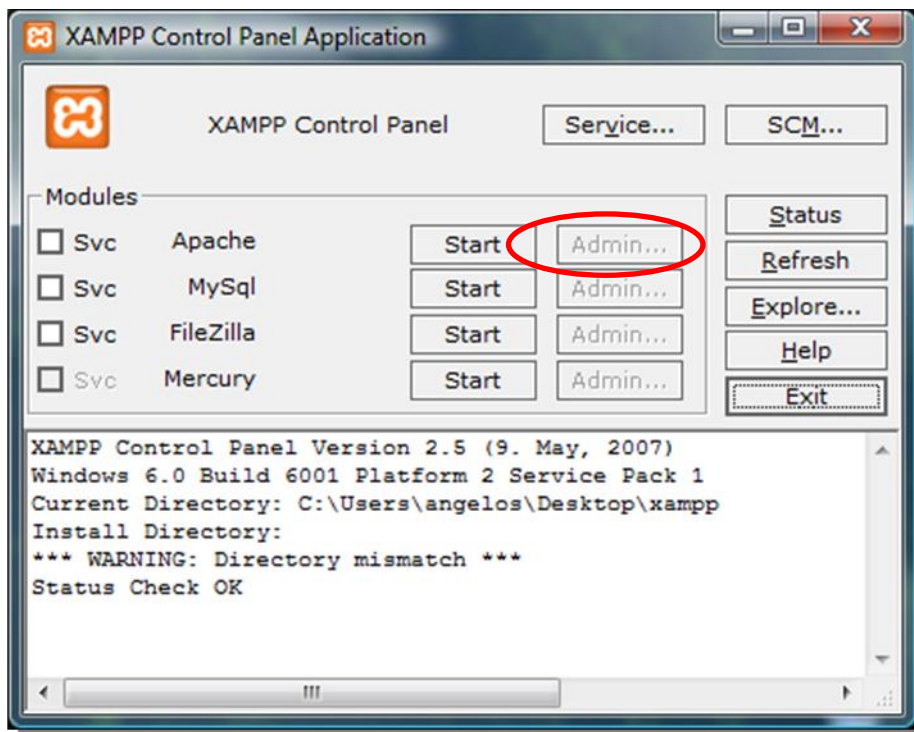 XAMPP Control Panel Application
XAMPP Control Panel Service... SCM...
Modules
Status
Svc Apache Start Admin...
Refresh
Svc MySql Start Admin...
Explore...
Svc FileZilla Start Admin...
Help
Svc Mercury Start Admin...
Exit
XAMPP Control Panel Version 2.5 (9. May, 2007)
Windows 6.0 Build 6001 Platform 2 Service Pack 1
Current Directory: C:\Users\angelos\Desktop\xampp
Install Directory:
*** WARNING: Directory mismatch ***
Status Check OK